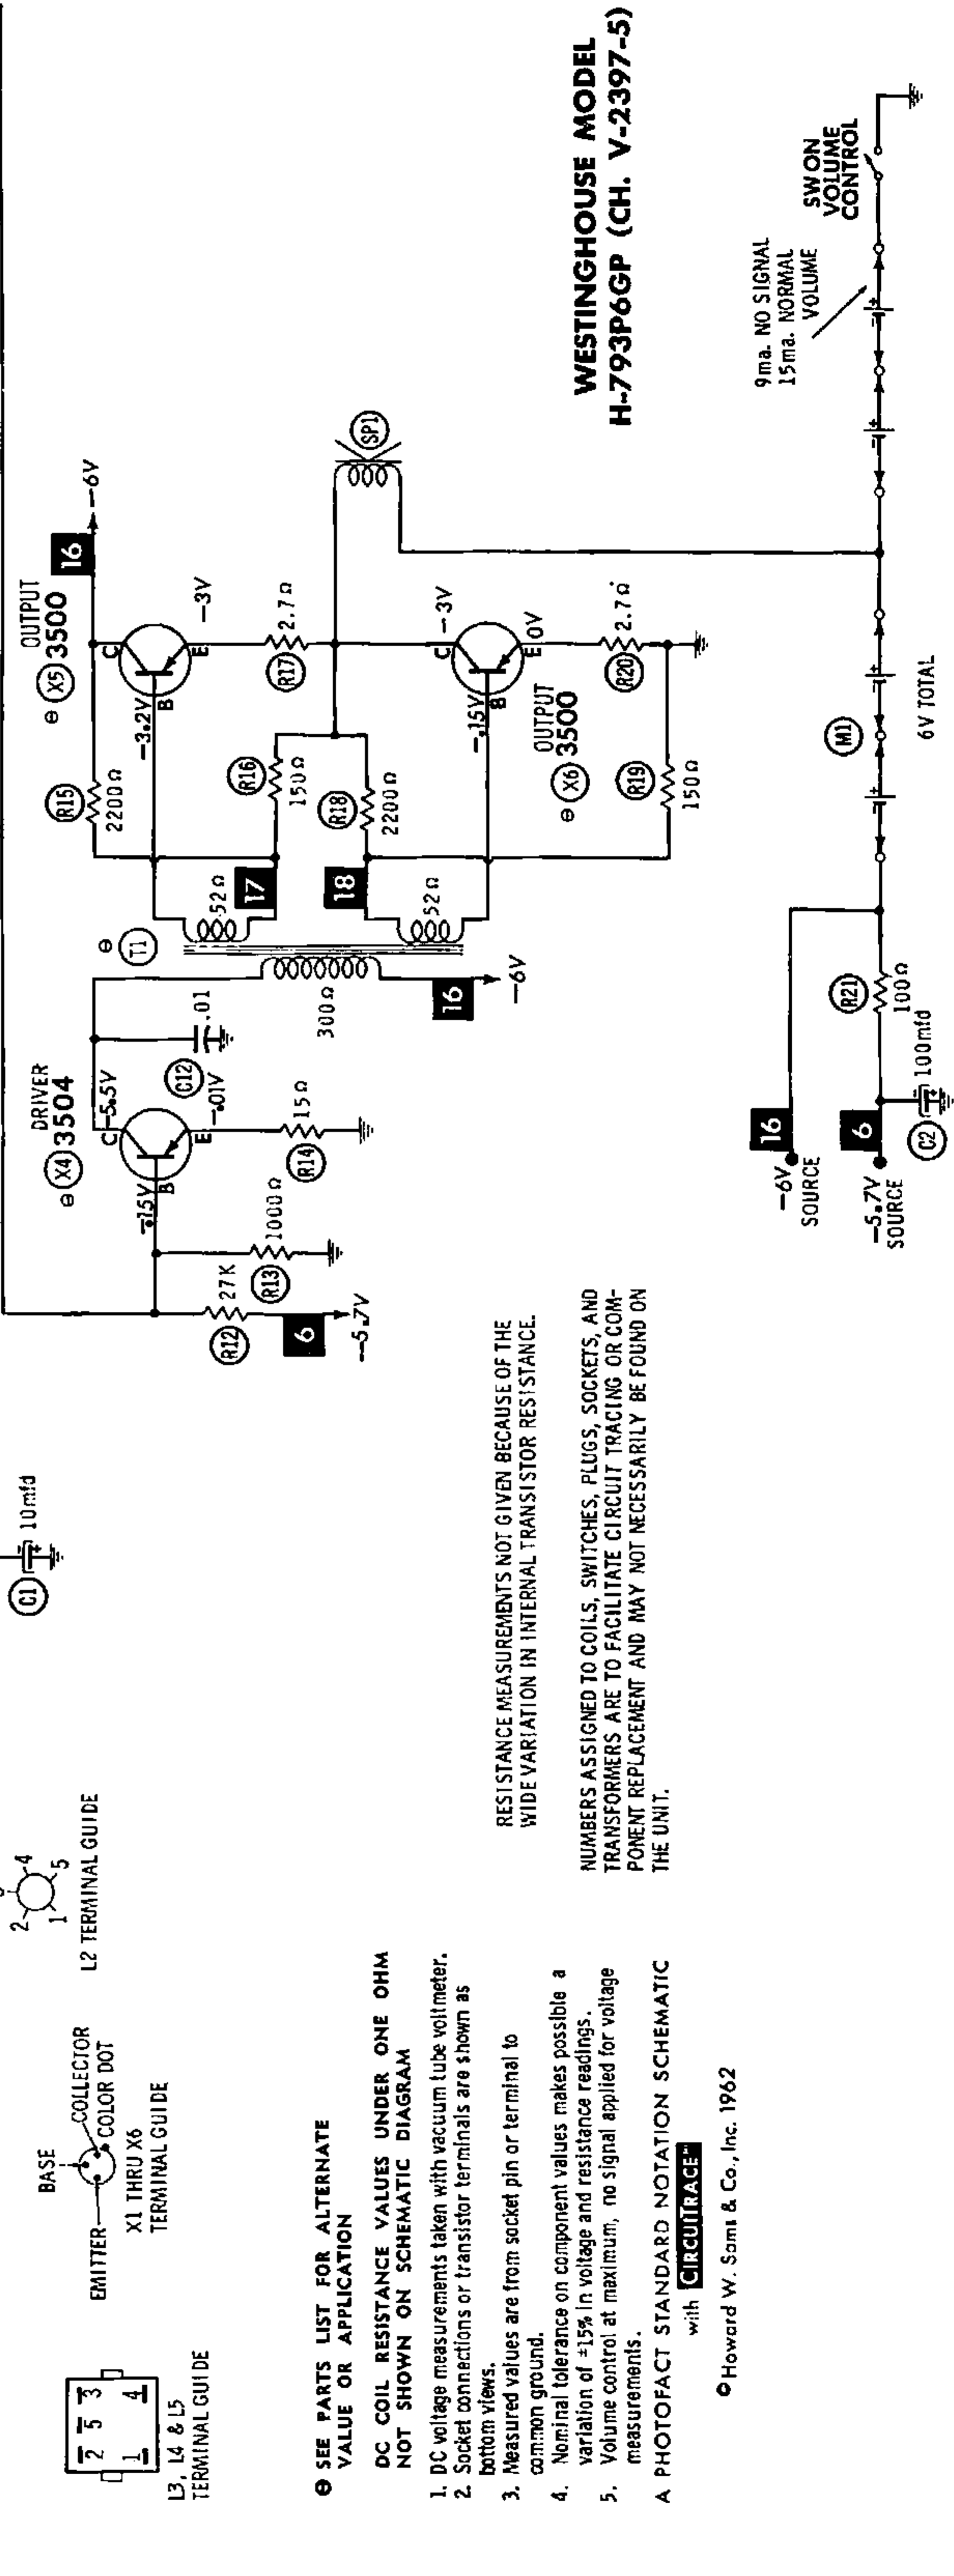 WESTINGHOUSE MODEL
H-793P6GP (CH. V-2397-5)
C1
10mfd
DRIVER
X4 3504
C -5.5V
-.15V
B
E
-.01V
R12
27K
6
-5.7V
R13
1000Ω
R14
15Ω
C12
.01
T1
300Ω
16
-6V
52Ω
17
18
52Ω
R15
2200Ω
R16
150Ω
R18
2200Ω
OUTPUT
X5 3500
16
-6V
C
-3.2V
B
E
-3V
R17
2.7Ω
SP1
C
-3V
-.15V
B
E 0V
OUTPUT
X6 3500
R20
2.7Ω
R19
150Ω
16
-6V
SOURCE
6
-5.7V
SOURCE
C2
100mfd
R21
100Ω
M1
6V TOTAL
9ma. NO SIGNAL
15ma. NORMAL
VOLUME
SW ON
VOLUME
CONTROL
2 5 3
1 4
L3, L4 & L5
TERMINAL GUIDE
BASE
EMITTER
COLLECTOR
COLOR DOT
X1 THRU X6
TERMINAL GUIDE
2
4
1
5
L2 TERMINAL GUIDE
⊖ SEE PARTS LIST FOR ALTERNATE
VALUE OR APPLICATION
DC COIL RESISTANCE VALUES UNDER ONE OHM
NOT SHOWN ON SCHEMATIC DIAGRAM
1. DC voltage measurements taken with vacuum tube voltmeter.
2. Socket connections or transistor terminals are shown as
bottom views.
3. Measured values are from socket pin or terminal to
common ground.
4. Nominal tolerance on component values makes possible a
variation of ±15% in voltage and resistance readings.
5. Volume control at maximum, no signal applied for voltage
measurements.
A PHOTOFACT STANDARD NOTATION SCHEMATIC
with CIRCUITRACE™
© Howard W. Sams & Co., Inc. 1962
RESISTANCE MEASUREMENTS NOT GIVEN BECAUSE OF THE
WIDE VARIATION IN INTERNAL TRANSISTOR RESISTANCE.
NUMBERS ASSIGNED TO COILS, SWITCHES, PLUGS, SOCKETS, AND
TRANSFORMERS ARE TO FACILITATE CIRCUIT TRACING OR COM-
PONENT REPLACEMENT AND MAY NOT NECESSARILY BE FOUND ON
THE UNIT.